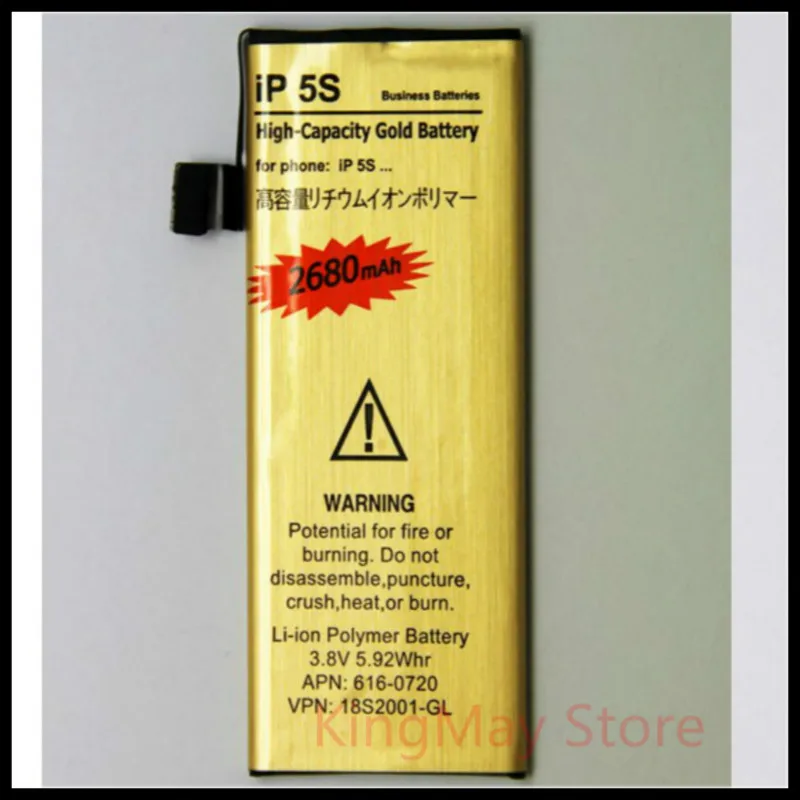 iP 5S
Business Batteries
High-Capacity Gold Battery
for phone: iP 5S ...
高容量リチウムイオンポリマー
2680mAh
WARNING
Potential for fire or
burning. Do not
disassemble,puncture,
crush,heat,or burn.
Li-ion Polymer Battery
3.8V 5.92Whr
APN: 616-0720
VPN: 18S2001-GL
KingMay Store